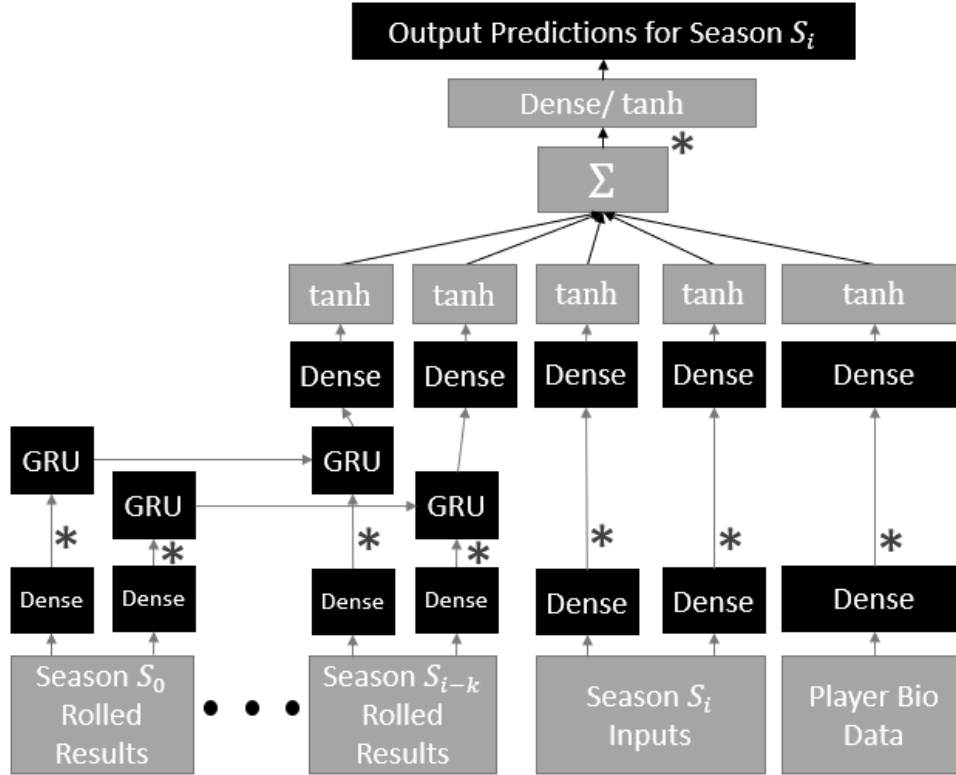 Output Predictions for Season S_i
Dense/ tanh
*
Σ
tanh
tanh
tanh
tanh
tanh
Dense
Dense
Dense
Dense
Dense
GRU
GRU
GRU
GRU
*
*
*
*
*
*
*
Dense
Dense
Dense
Dense
Dense
Dense
Dense
Season S_0
Rolled
Results
• • •
Season S_{i−k}
Rolled
Results
Season S_i
Inputs
Player Bio
Data